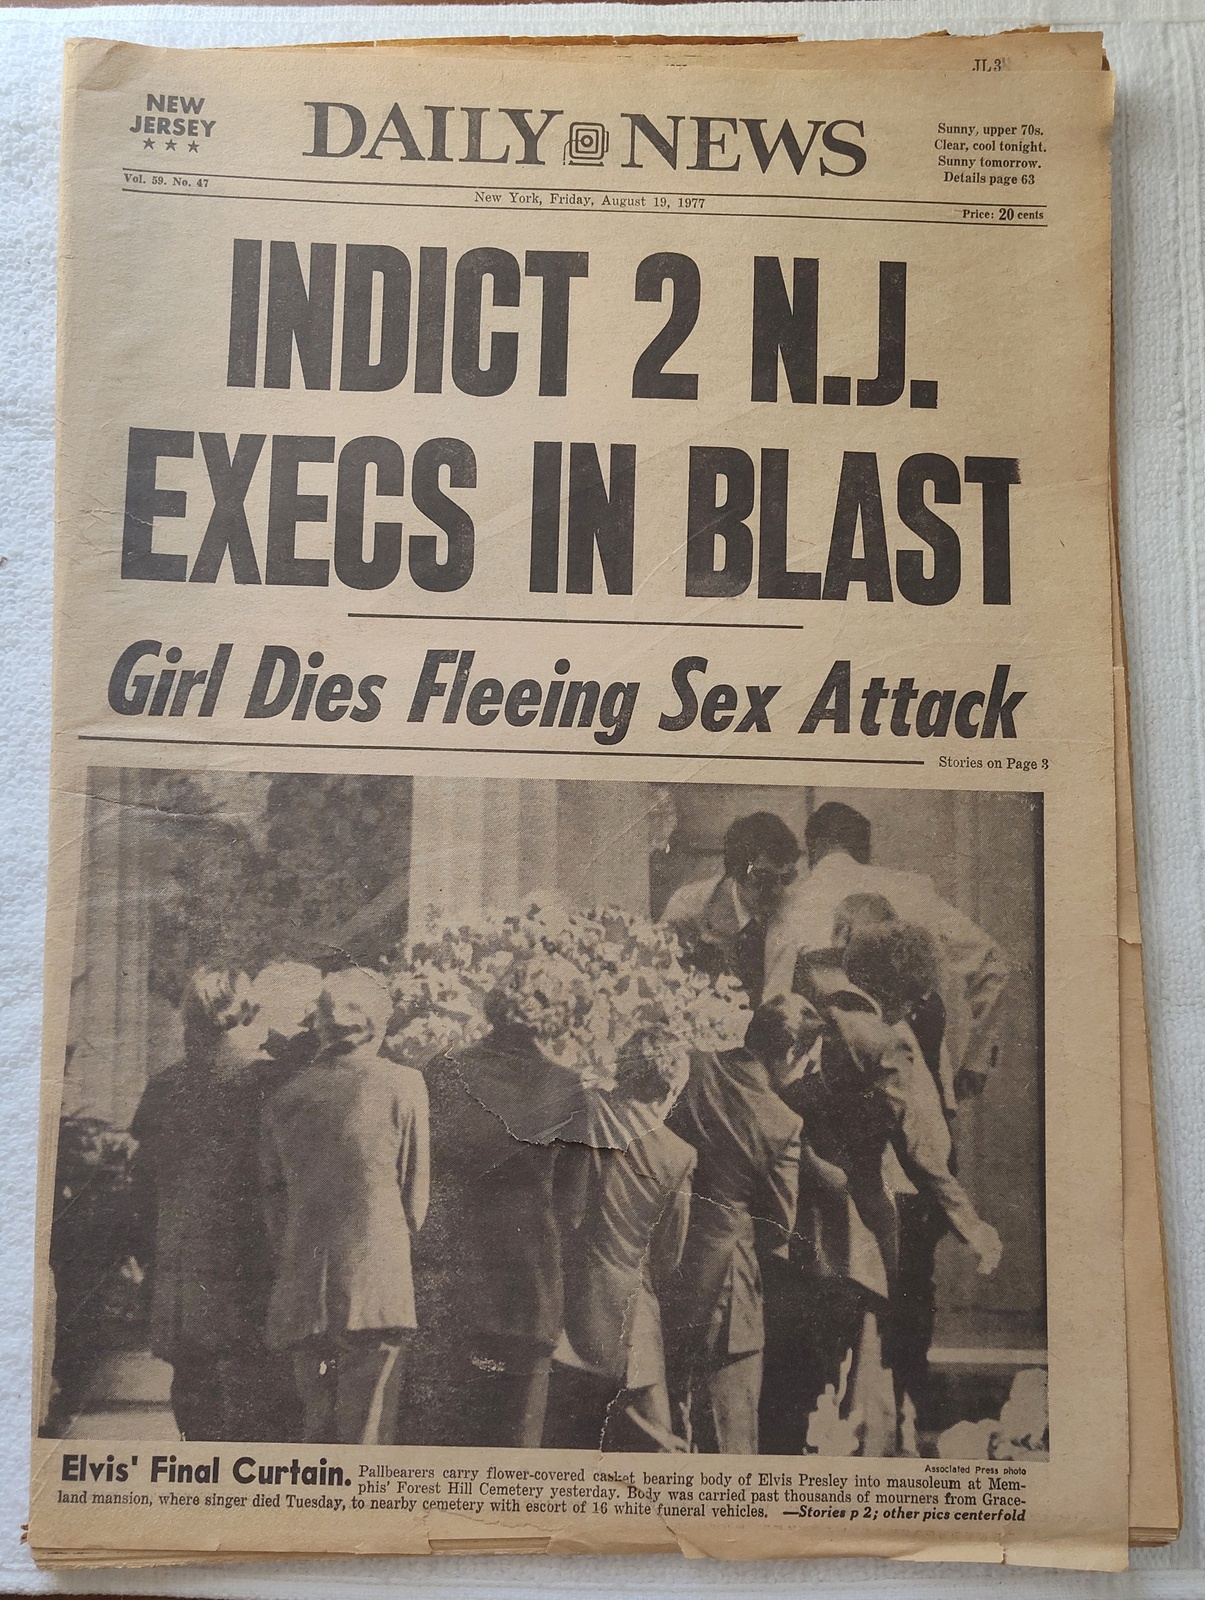 JL3
NEW
JERSEY
★ ★ ★
DAILY NEWS
Sunny, upper 70s.
Clear, cool tonight.
Sunny tomorrow.
Details page 63
Vol. 59. No. 47
New York, Friday, August 19, 1977
Price: 20 cents
INDICT 2 N.J.
EXECS IN BLAST
Girl Dies Fleeing Sex Attack
Stories on Page 3
Associated Press photo
Elvis' Final Curtain. Pallbearers carry flower-covered casket bearing body of Elvis Presley into mausoleum at Mem-
phis' Forest Hill Cemetery yesterday. Body was carried past thousands of mourners from Grace-
land mansion, where singer died Tuesday, to nearby cemetery with escort of 16 white funeral vehicles. —Stories p 2; other pics centerfold